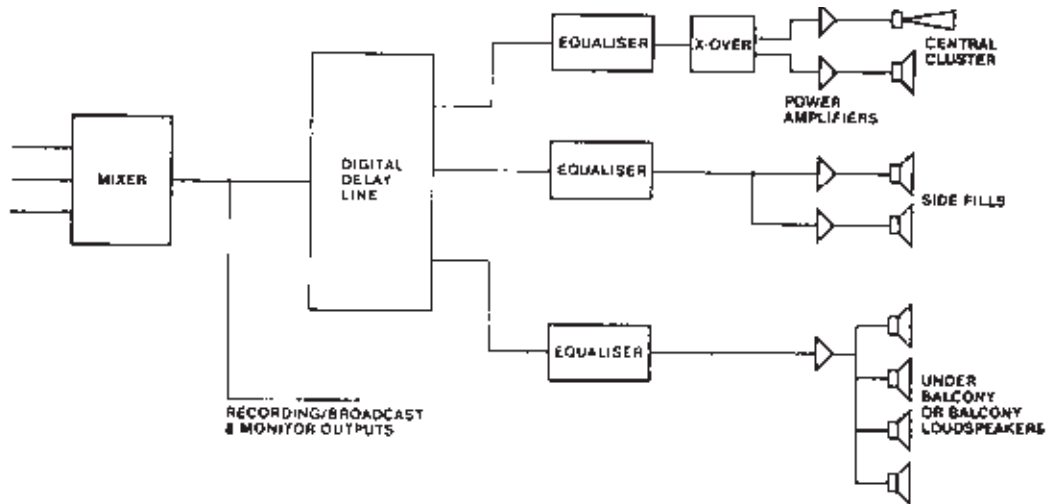 EQUALISER
X-OVER
CENTRAL
CLUSTER
POWER
AMPLIFIERS
MIXER
DIGITAL
DELAY
LINE
EQUALISER
SIDE FILLS
EQUALISER
UNDER
BALCONY
OR BALCONY
LOUDSPEAKERS
RECORDING/BROADCAST
& MONITOR OUTPUTS